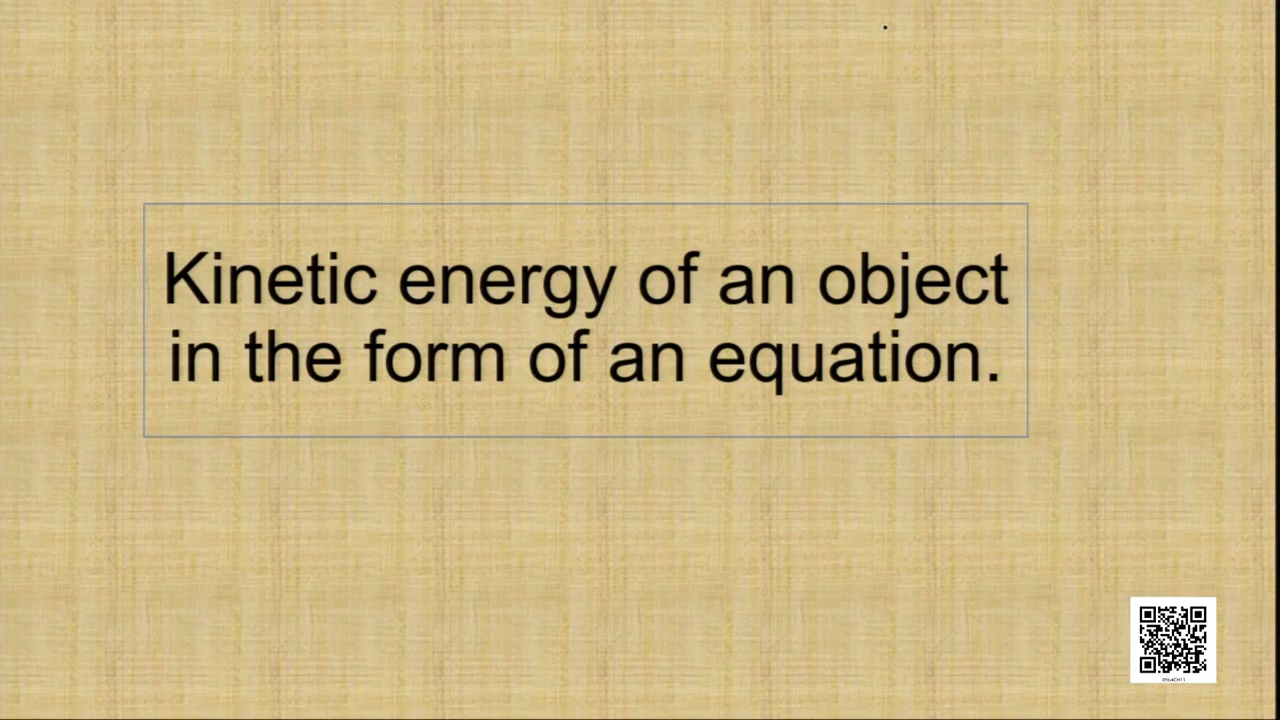 Kinetic energy of an object
in the form of an equation.